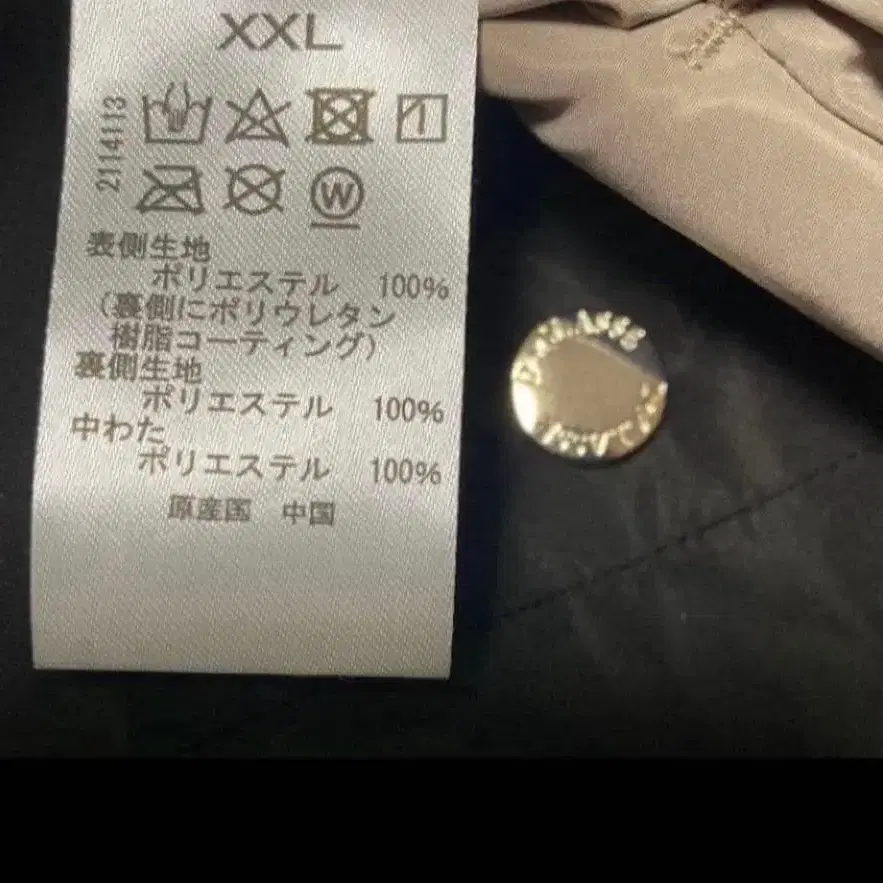 XXL
2114113
W
表側生地
ポリエステル 100%
(裏側にポリウレタン
樹脂コーティング)
裏側生地
ポリエステル 100%
中わた
ポリエステル 100%
原産国 中国